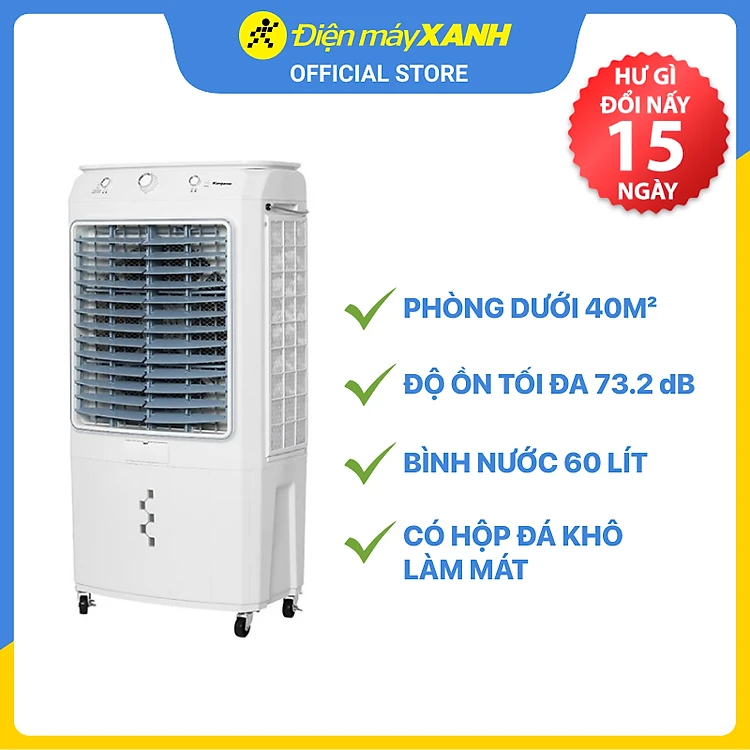 Điện máyXANH
OFFICIAL STORE
HƯ GÌ
ĐỔI NẤY
15
NGÀY
Kangaroo
PHÒNG DƯỚI 40M²
ĐỘ ỒN TỐI ĐA 73.2 dB
BÌNH NƯỚC 60 LÍT
CÓ HỘP ĐÁ KHÔ
LÀM MÁT